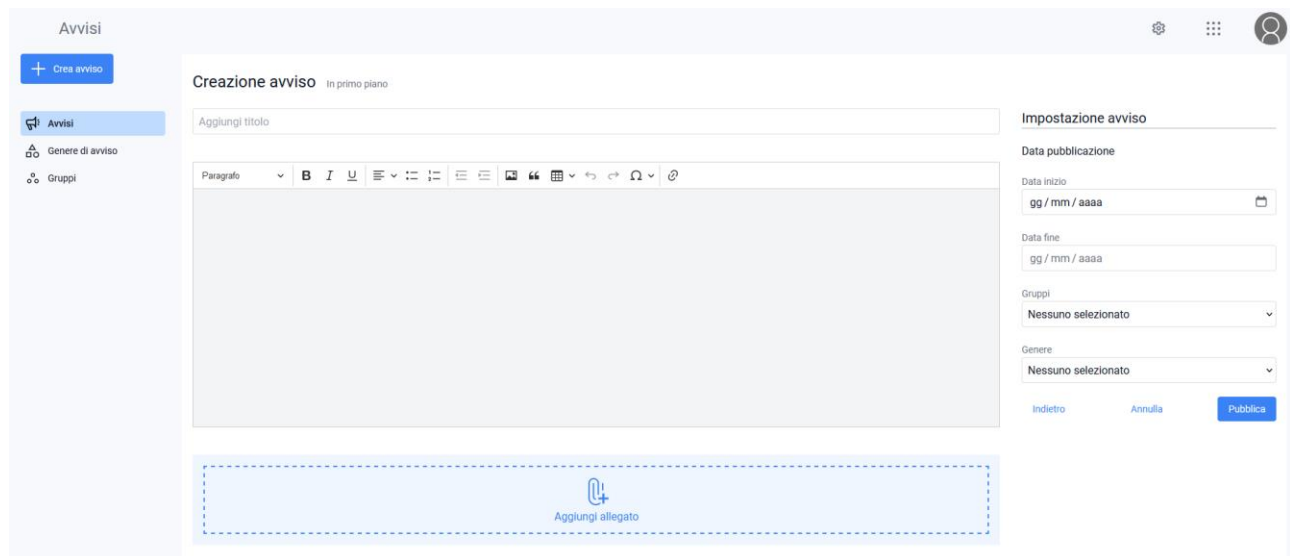 Avvisi
Crea avviso
Avvisi
Genere di avviso
Gruppi
Creazione avviso In primo piano
Aggiungi titolo
Paragrafo B I U Ω
Aggiungi allegato
Impostazione avviso
Data pubblicazione
Data inizio
gg / mm / aaaa
Data fine
gg / mm / aaaa
Gruppi
Nessuno selezionato
Genere
Nessuno selezionato
Indietro Annulla Pubblica